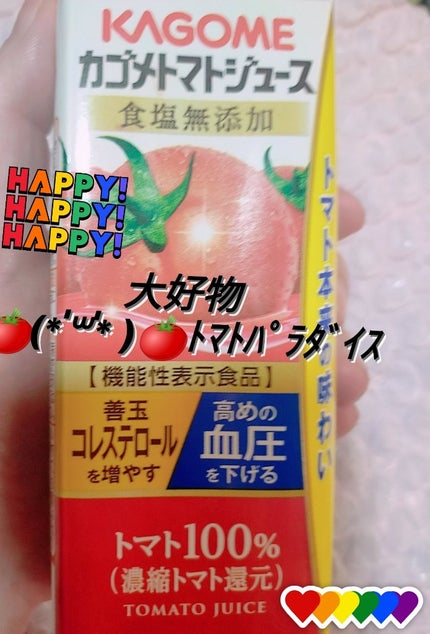 KAGOME
カゴメトマトジュース
食塩無添加
トマト本来の味わい
HAPPY!
HAPPY!
HAPPY!
大好物
🍅(*'ω'* )🍅ﾄﾏﾄﾊﾟﾗﾀﾞｲｽ
【機能性表示食品】
善玉
コレステロール
を増やす
高めの
血圧
を下げる
トマト100%
(濃縮トマト還元)
TOMATO JUICE